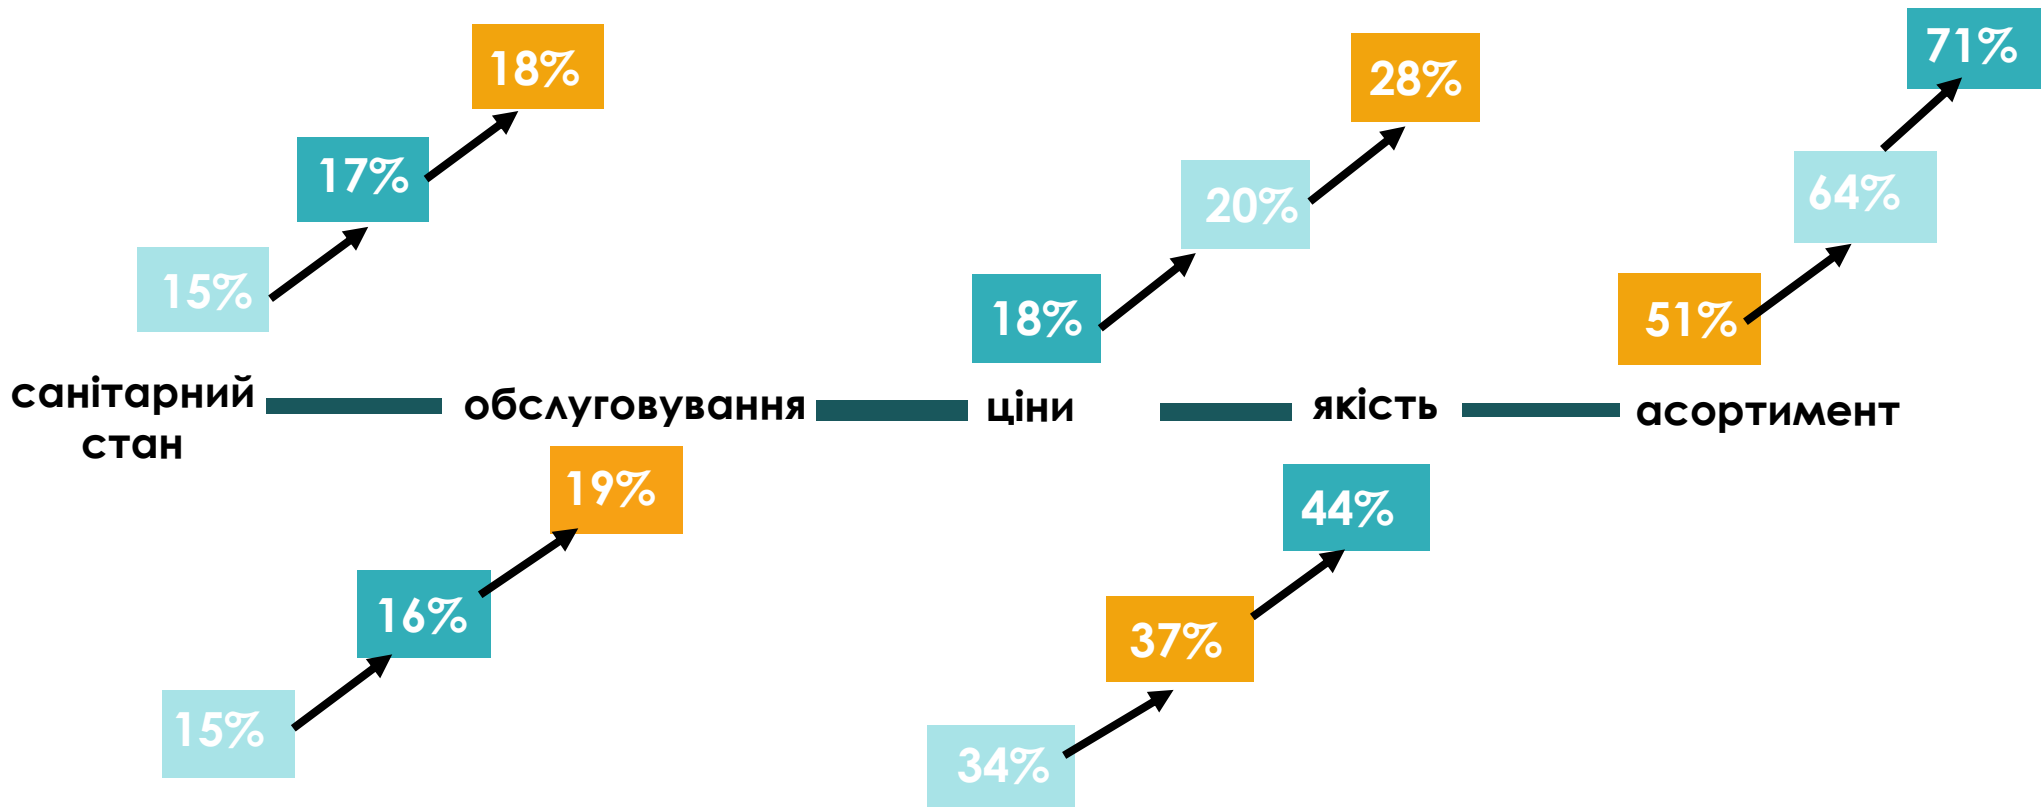 18%
17%
15%
28%
20%
18%
71%
64%
51%
санітарний
стан
обслуговування
ціни
якість
асортимент
19%
16%
15%
44%
37%
34%